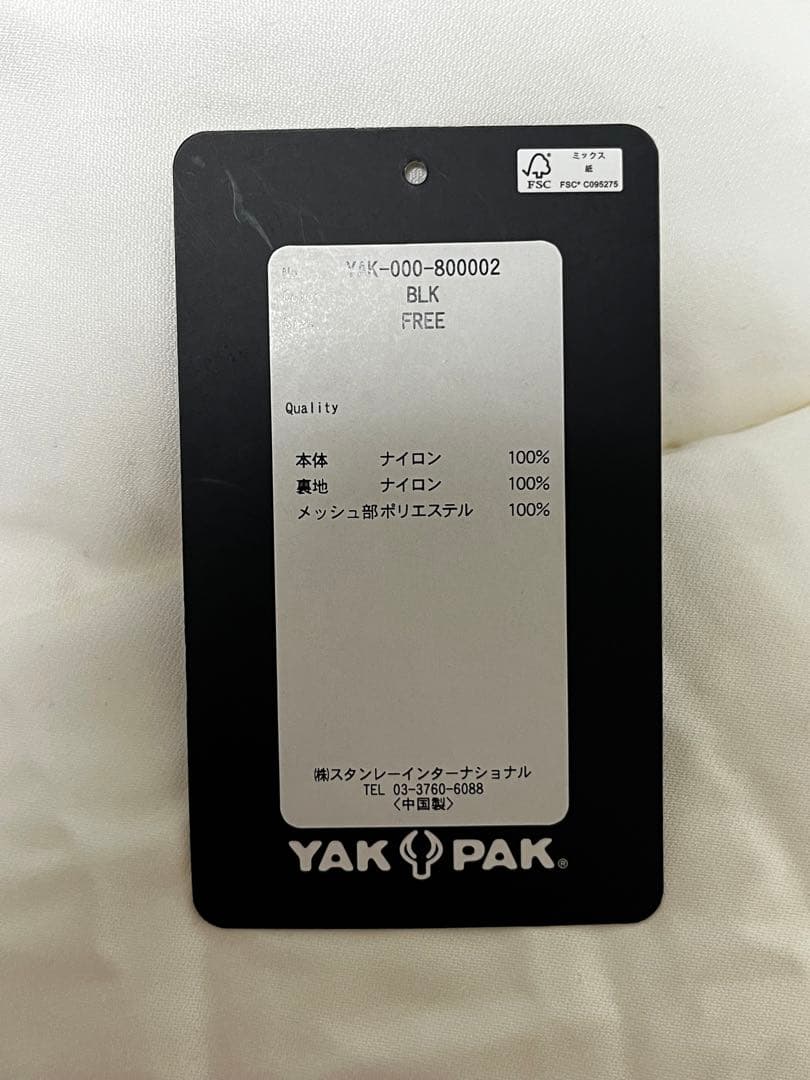 ミックス
紙
FSC
FSC® C095275
No. YAK-000-800002
BLK
FREE
Quality
本体 ナイロン 100%
裏地 ナイロン 100%
メッシュ部ポリエステル 100%
㈱スタンレーインターナショナル
TEL 03-3760-6088
〈中国製〉
YAK PAK®